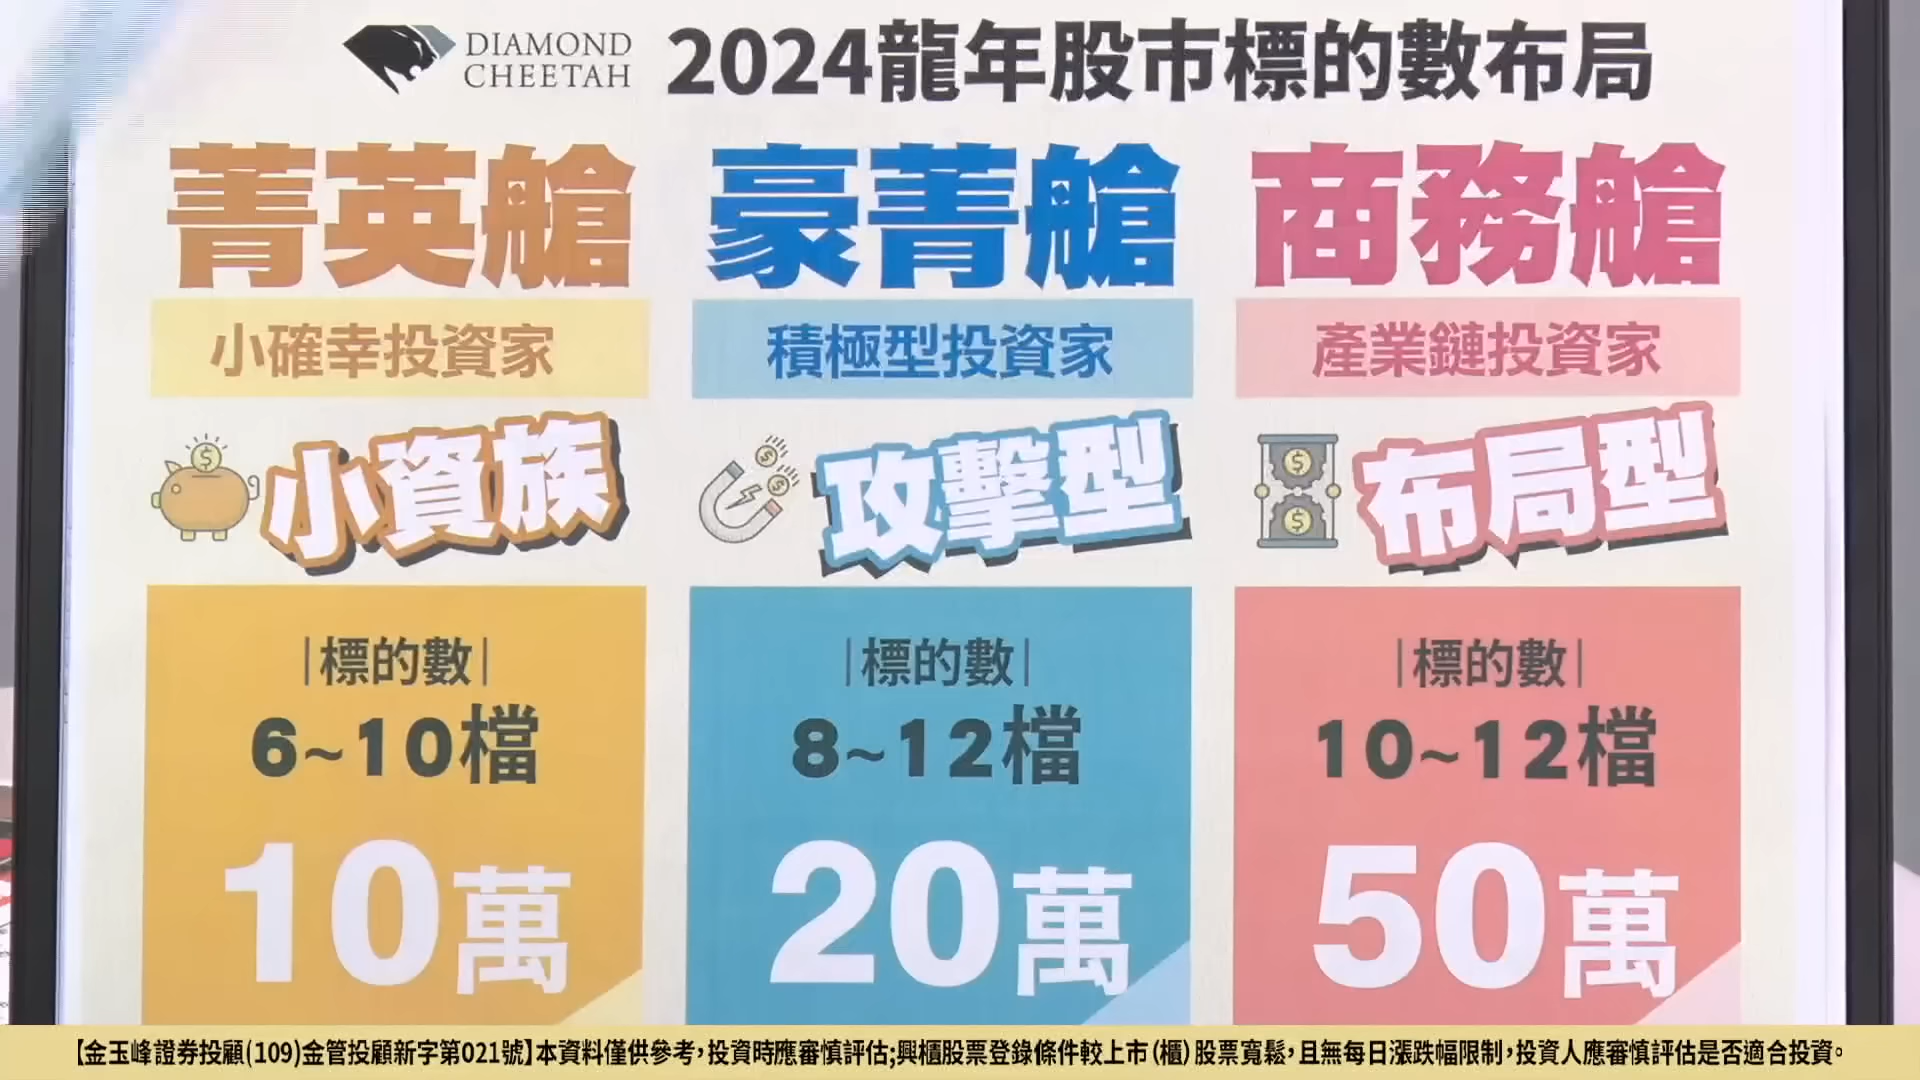 DIAMOND
CHEETAH
2024龍年股市標的數布局
菁英艙
小確幸投資家
小資族
標的數
6~10檔
10萬
豪菁艙
積極型投資家
攻擊型
標的數
8~12檔
20萬
商務艙
產業鏈投資家
布局型
標的數
10~12檔
50萬
【金玉峰證券投顧(109)金管投顧新字第021號】本資料僅供參考,投資時應審慎評估;興櫃股票登錄條件較上市(櫃)股票寬鬆,且無每日漲跌幅限制,投資人應審慎評估是否適合投資。